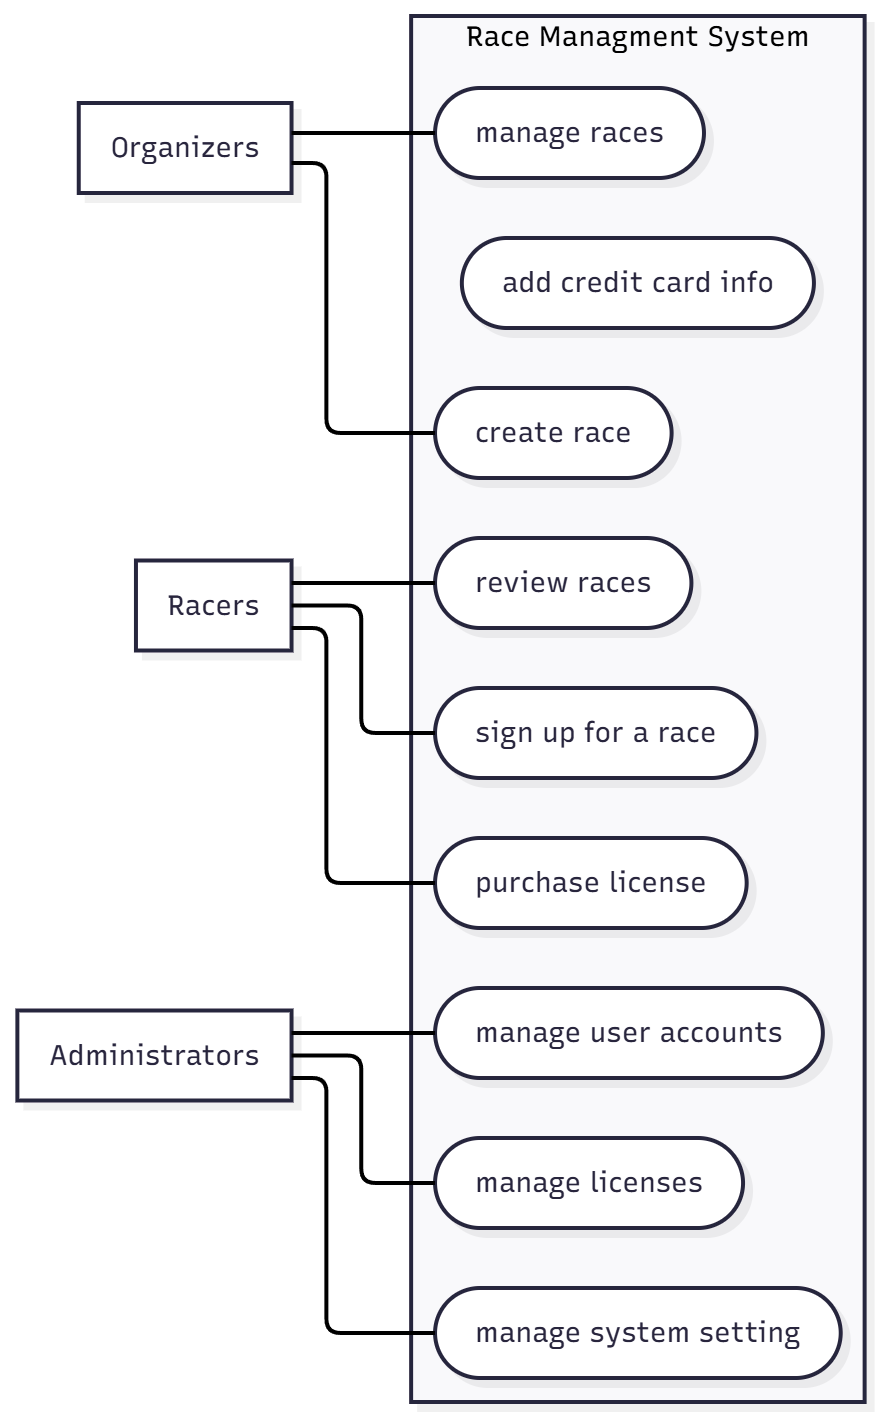 Race Managment System
Organizers
manage races
add credit card info
create race
Racers
review races
sign up for a race
purchase license
Administrators
manage user accounts
manage licenses
manage system setting